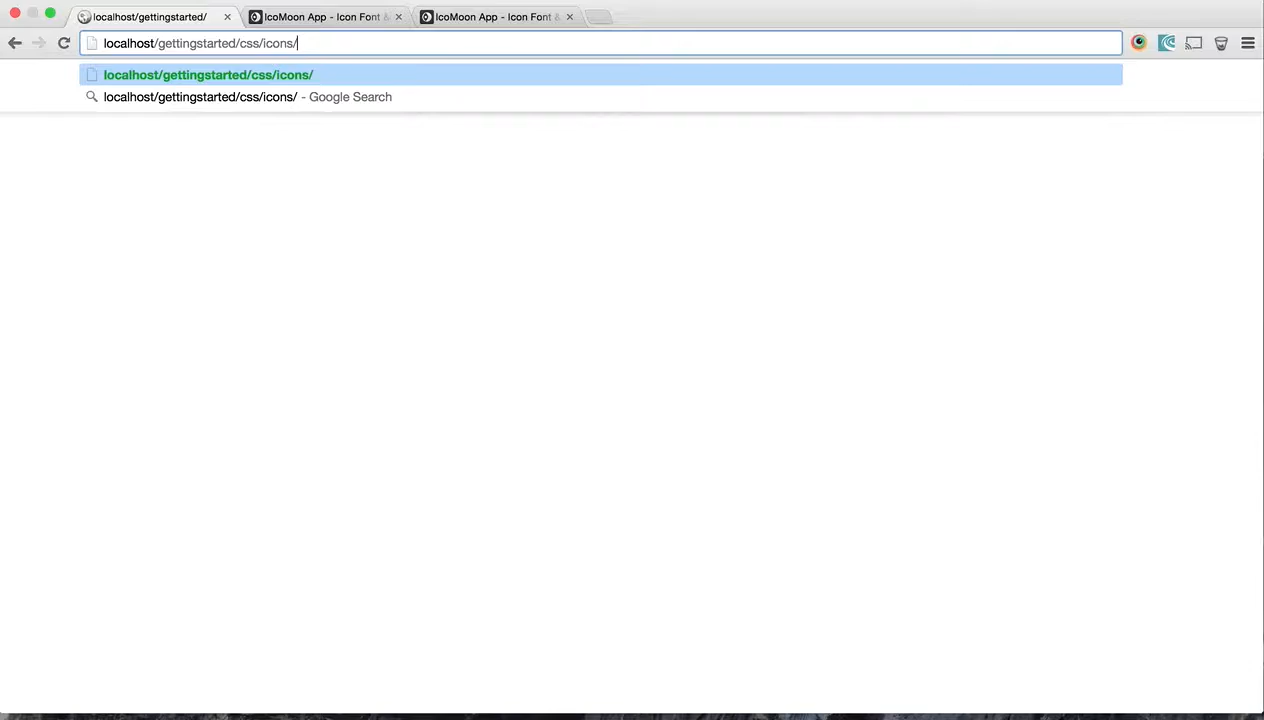 localhost/gettingstarted/
IcoMoon App - Icon Font &
IcoMoon App - Icon Font &
localhost/gettingstarted/css/icons/
localhost/gettingstarted/css/icons/
localhost/gettingstarted/css/icons/ - Google Search